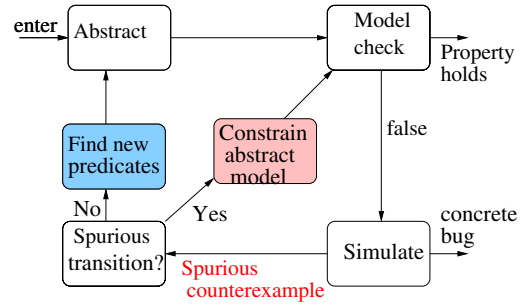 enter
Abstract
Model
check
Property
holds
Find new
predicates
Constrain
abstract
model
false
No
Yes
Spurious
transition?
Spurious
counterexample
Simulate
concrete
bug